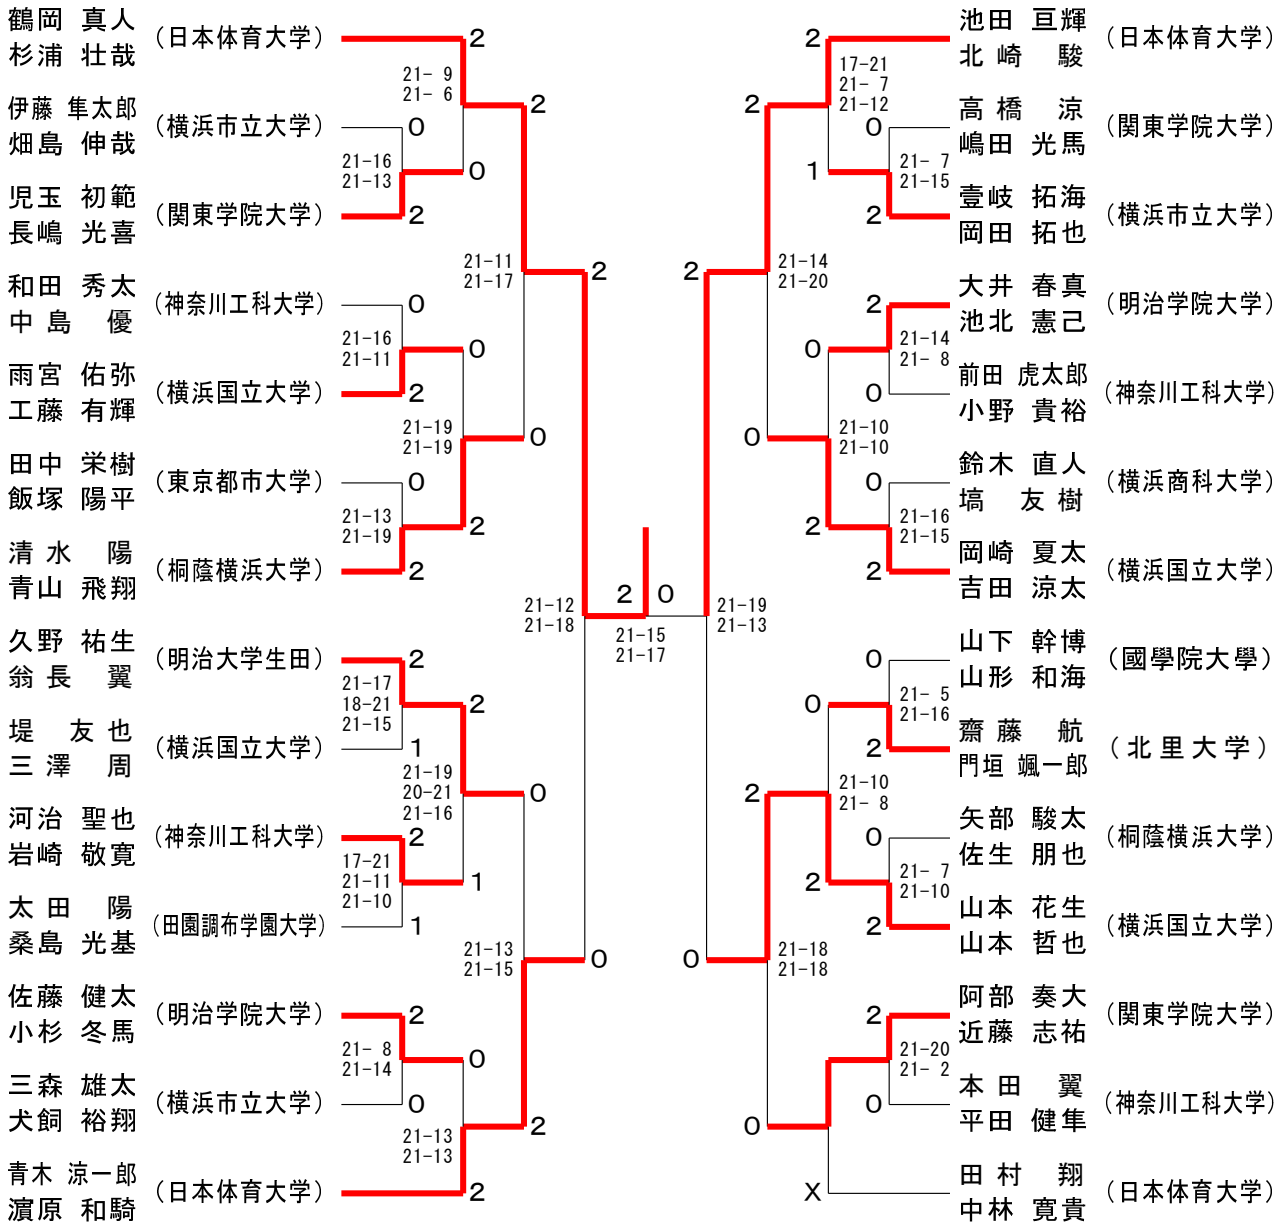 鶴岡 真人
杉浦 壮哉
(日本体育大学)
2
21- 9
21- 6
2
伊藤 隼太郎
畑島 伸哉
(横浜市立大学)
0
21-16
21-13
0
児玉 初範
長嶋 光喜
(関東学院大学)
2
21-11
21-17
2
和田 秀太
中島 優
(神奈川工科大学)
0
21-16
21-11
0
雨宮 佑弥
工藤 有輝
(横浜国立大学)
2
21-19
21-19
0
田中 栄樹
飯塚 陽平
(東京都市大学)
0
21-13
21-19
2
清水 陽
青山 飛翔
(桐蔭横浜大学)
2
21-12
21-18
2
0
21-15
21-17
久野 祐生
翁長 翼
(明治大学生田)
2
21-17
18-21
21-15
2
堤 友也
三澤 周
(横浜国立大学)
1
21-19
20-21
21-16
0
河治 聖也
岩崎 敬寛
(神奈川工科大学)
2
17-21
21-11
21-10
1
太田 陽
桑島 光基
(田園調布学園大学)
1
21-13
21-15
0
佐藤 健太
小杉 冬馬
(明治学院大学)
2
21- 8
21-14
0
三森 雄太
犬飼 裕翔
(横浜市立大学)
0
21-13
21-13
2
青木 涼一郎
濵原 和騎
(日本体育大学)
2
池田 亘輝
北崎 駿
(日本体育大学)
2
17-21
21- 7
21-12
2
高橋 涼
嶋田 光馬
(関東学院大学)
0
21- 7
21-15
1
壹岐 拓海
岡田 拓也
(横浜市立大学)
2
21-14
21-20
2
大井 春真
池北 憲己
(明治学院大学)
2
21-14
21- 8
0
前田 虎太郎
小野 貴裕
(神奈川工科大学)
0
21-10
21-10
0
鈴木 直人
塙 友樹
(横浜商科大学)
0
21-16
21-15
2
岡崎 夏太
吉田 涼太
(横浜国立大学)
2
21-19
21-13
山下 幹博
山形 和海
(國學院大學)
0
21- 5
21-16
0
齋藤 航
門垣 颯一郎
(北里大学)
2
21-10
21- 8
2
矢部 駿太
佐生 朋也
(桐蔭横浜大学)
0
21- 7
21-10
2
山本 花生
山本 哲也
(横浜国立大学)
2
21-18
21-18
0
阿部 奏大
近藤 志祐
(関東学院大学)
2
21-20
21- 2
本田 翼
平田 健隼
(神奈川工科大学)
0
0
田村 翔
中林 寛貴
(日本体育大学)
X